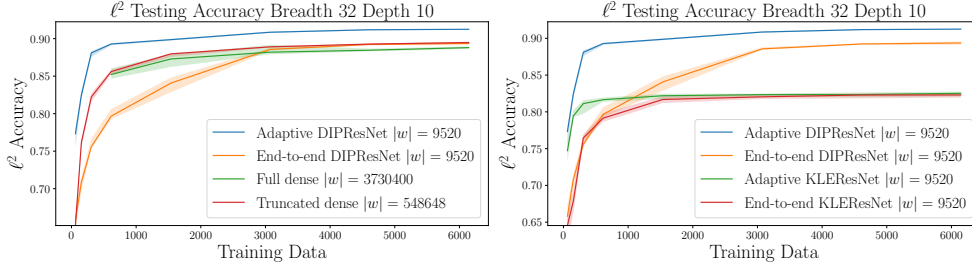 ℓ² Testing Accuracy Breadth 32 Depth 10
0.90
0.85
0.80
0.75
0.70
ℓ² Accuracy
Adaptive DIPResNet |w| = 9520
End-to-end DIPResNet |w| = 9520
Full dense |w| = 3730400
Truncated dense |w| = 548648
0 1000 2000 3000 4000 5000 6000
Training Data
ℓ² Testing Accuracy Breadth 32 Depth 10
0.90
0.85
0.80
0.75
0.70
0.65
ℓ² Accuracy
Adaptive DIPResNet |w| = 9520
End-to-end DIPResNet |w| = 9520
Adaptive KLEResNet |w| = 9520
End-to-end KLEResNet |w| = 9520
0 1000 2000 3000 4000 5000 6000
Training Data